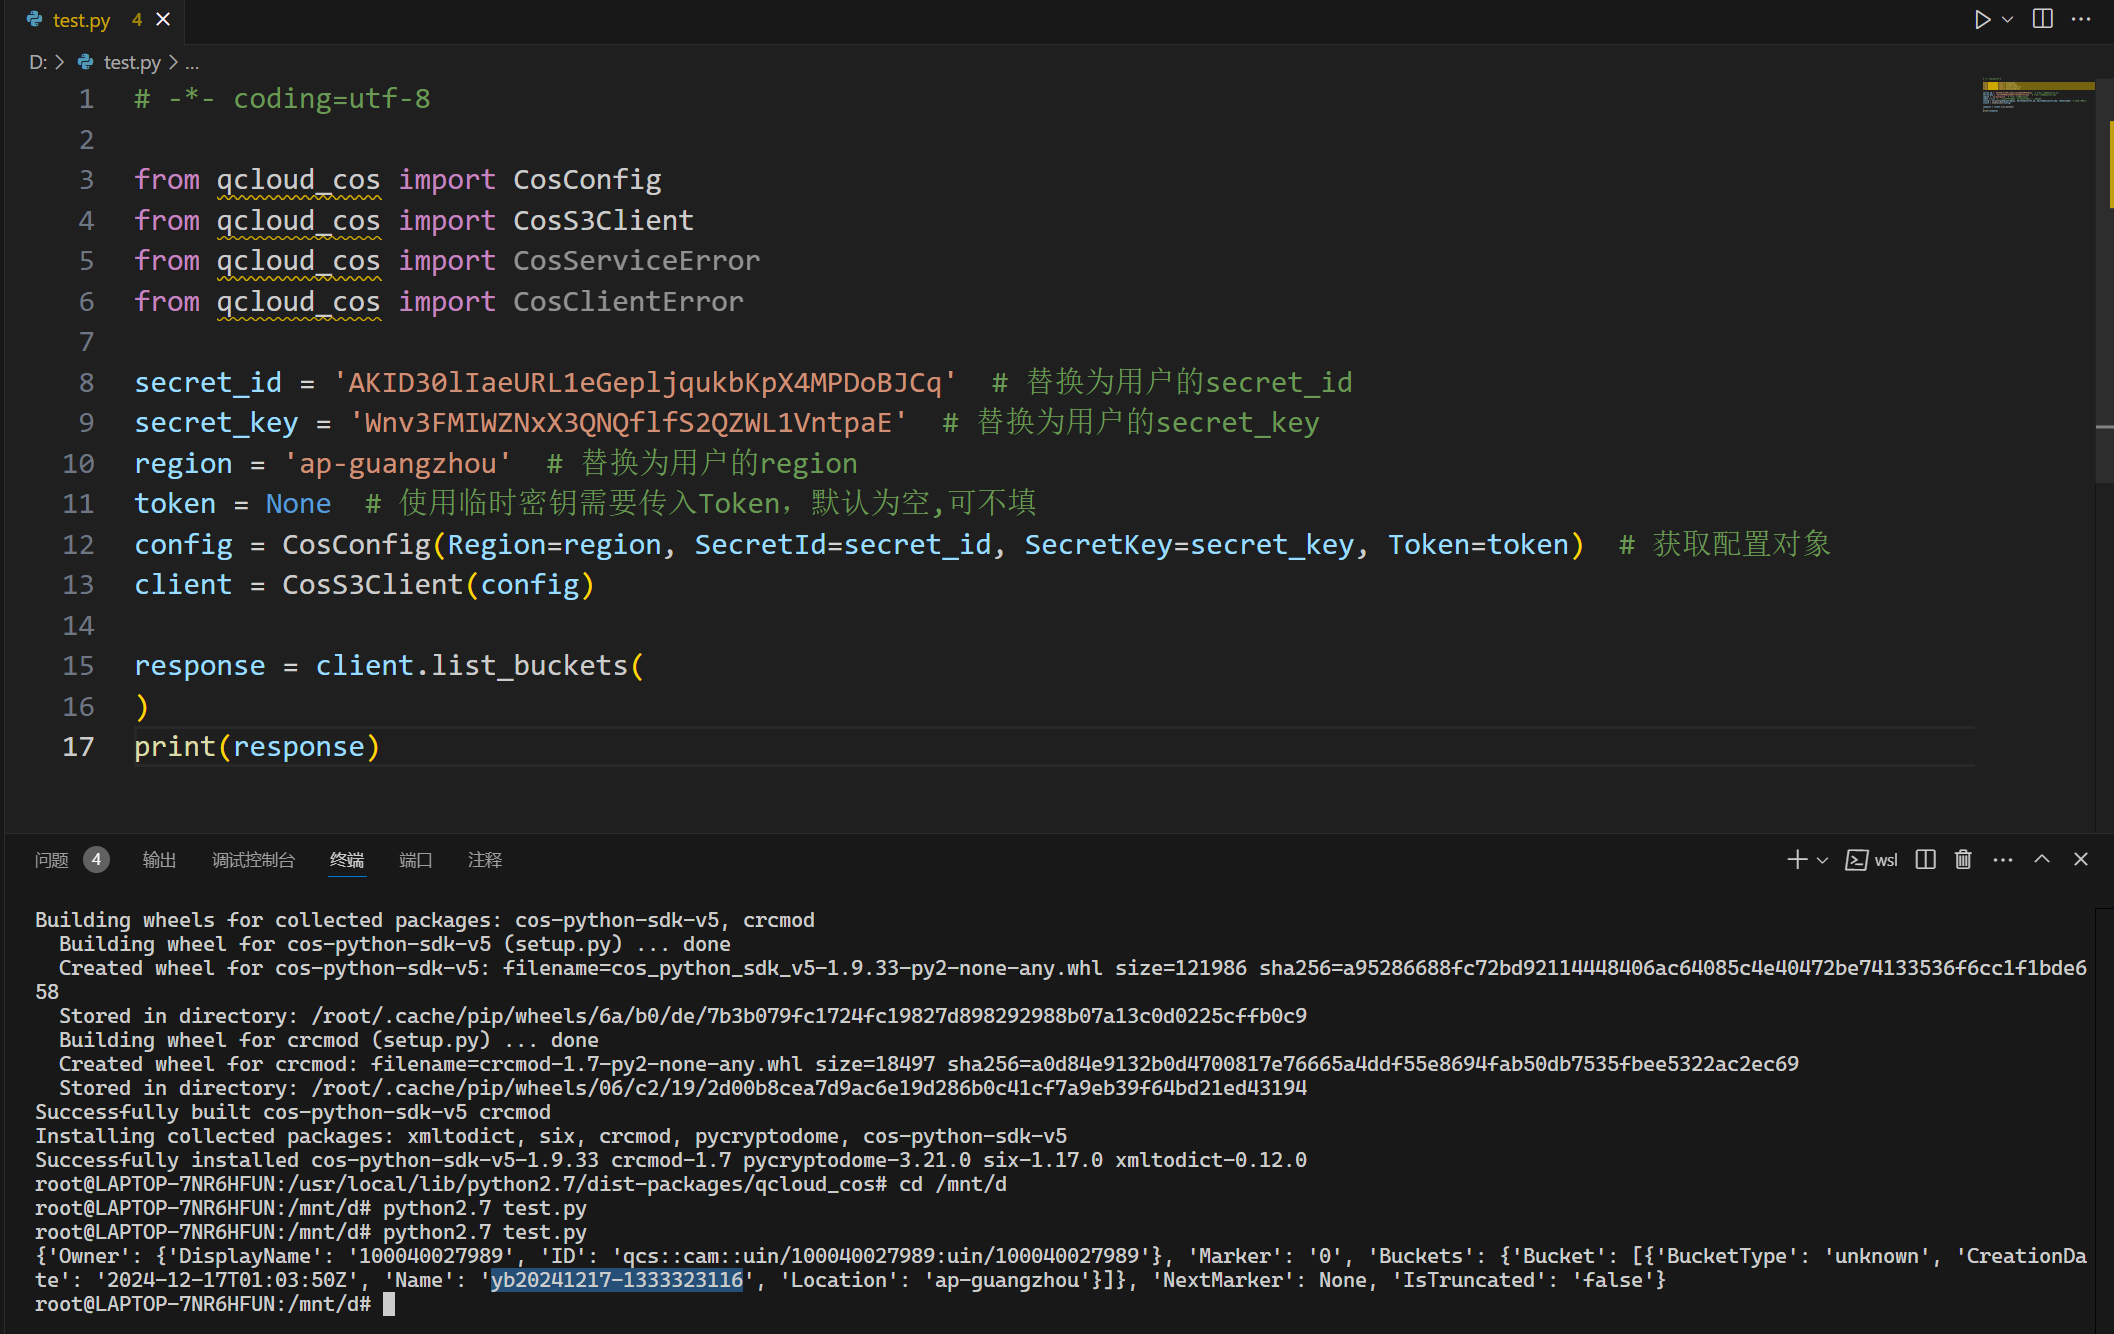 test.py 4
D: > test.py > ...
1 # -*- coding=utf-8
2
3 from qcloud_cos import CosConfig
4 from qcloud_cos import CosS3Client
5 from qcloud_cos import CosServiceError
6 from qcloud_cos import CosClientError
7
8 secret_id = 'AKID30lIaeURL1eGepljqukbKpX4MPDoBJCq'  # 替换为用户的secret_id
9 secret_key = 'Wnv3FMIWZNxX3QNQflfS2QZWL1VntpaE'  # 替换为用户的secret_key
10 region = 'ap-guangzhou'  # 替换为用户的region
11 token = None  # 使用临时密钥需要传入Token，默认为空,可不填
12 config = CosConfig(Region=region, SecretId=secret_id, SecretKey=secret_key, Token=token)  # 获取配置对象
13 client = CosS3Client(config)
14
15 response = client.list_buckets(
16 )
17 print(response)
问题 4 输出 调试控制台 终端 端口 注释 wsl
Building wheels for collected packages: cos-python-sdk-v5, crcmod
  Building wheel for cos-python-sdk-v5 (setup.py) ... done
  Created wheel for cos-python-sdk-v5: filename=cos_python_sdk_v5-1.9.33-py2-none-any.whl size=121986 sha256=a95286688fc72bd92114448406ac64085c4e40472be74133536f6cc1f1bde6
58
  Stored in directory: /root/.cache/pip/wheels/6a/b0/de/7b3b079fc1724fc19827d898292988b07a13c0d0225cffb0c9
  Building wheel for crcmod (setup.py) ... done
  Created wheel for crcmod: filename=crcmod-1.7-py2-none-any.whl size=18497 sha256=a0d84e9132b0d4700817e76665a4ddf55e8694fab50db7535fbee5322ac2ec69
  Stored in directory: /root/.cache/pip/wheels/06/c2/19/2d00b8cea7d9ac6e19d286b0c41cf7a9eb39f64bd21ed43194
Successfully built cos-python-sdk-v5 crcmod
Installing collected packages: xmltodict, six, crcmod, pycryptodome, cos-python-sdk-v5
Successfully installed cos-python-sdk-v5-1.9.33 crcmod-1.7 pycryptodome-3.21.0 six-1.17.0 xmltodict-0.12.0
root@LAPTOP-7NR6HFUN:/usr/local/lib/python2.7/dist-packages/qcloud_cos# cd /mnt/d
root@LAPTOP-7NR6HFUN:/mnt/d# python2.7 test.py
root@LAPTOP-7NR6HFUN:/mnt/d# python2.7 test.py
{'Owner': {'DisplayName': '100040027989', 'ID': 'qcs::cam::uin/100040027989:uin/100040027989'}, 'Marker': '0', 'Buckets': {'Bucket': [{'BucketType': 'unknown', 'CreationDa
te': '2024-12-17T01:03:50Z', 'Name': 'yb20241217-1333323116', 'Location': 'ap-guangzhou'}]}, 'NextMarker': None, 'IsTruncated': 'false'}
root@LAPTOP-7NR6HFUN:/mnt/d#